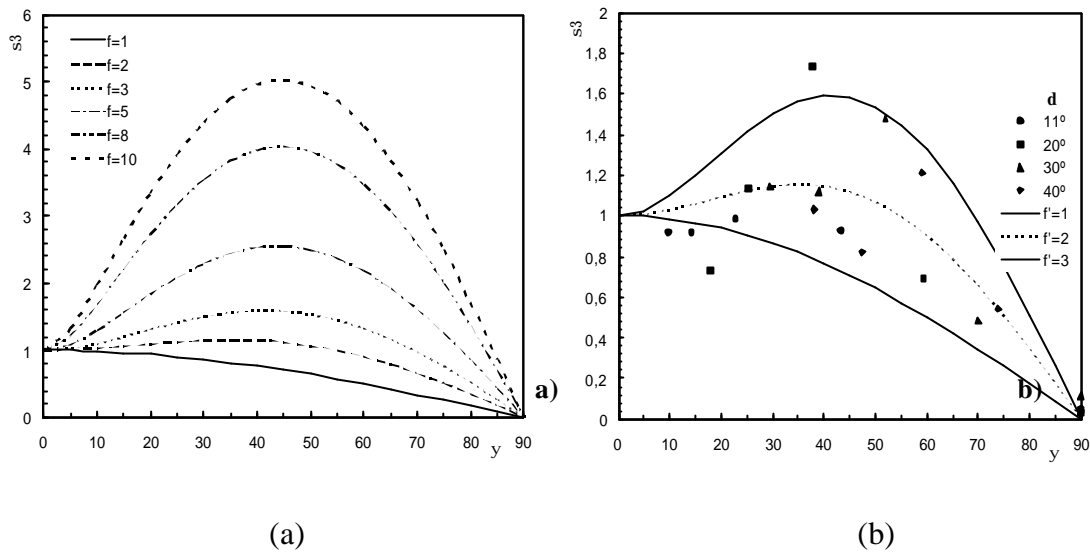 s3
6
5
4
3
2
1
0
f=1
f=2
f=3
f=5
f=8
f=10
0 10 20 30 40 50 60 70 80 90
y
a)
s3
2
1,8
1,6
1,4
1,2
1
0,8
0,6
0,4
0,2
0
d
11º
20º
30º
40º
f'=1
f'=2
f'=3
b)
0 10 20 30 40 50 60 70 80 90
y
(a) (b)